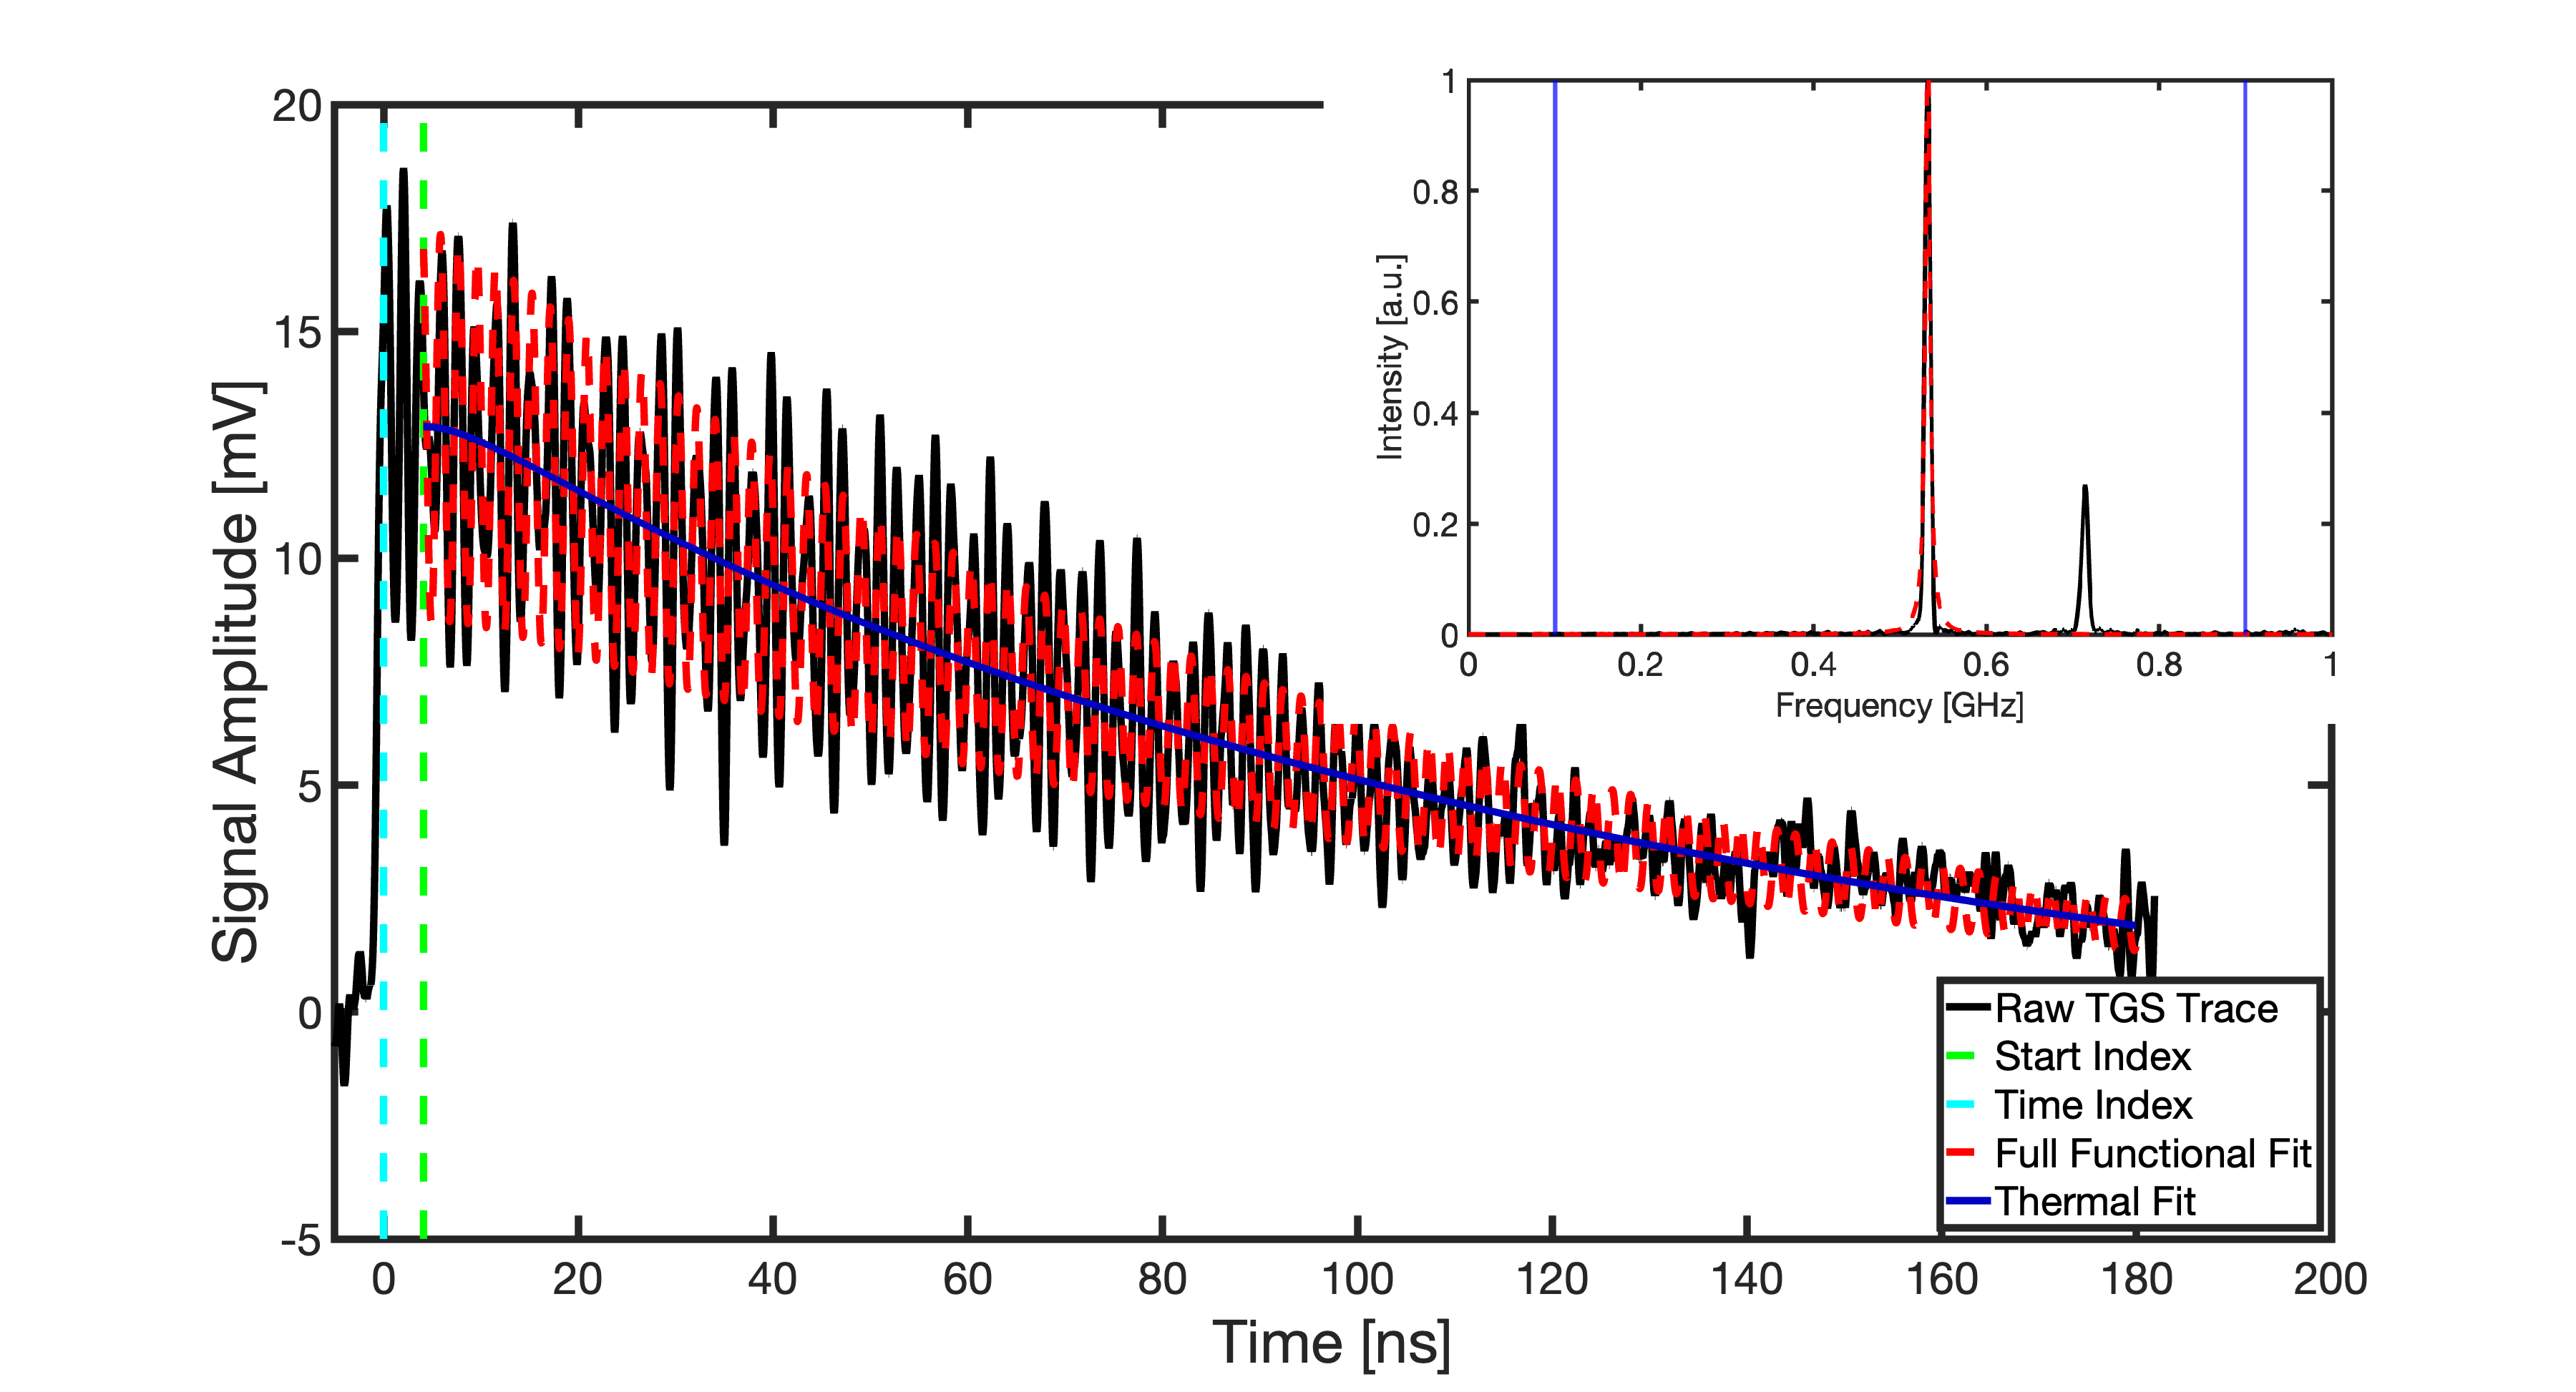 20
15
10
5
0
-5
Signal Amplitude [mV]
0 20 40 60 80 100 120 140 160 180 200
Time [ns]
1
0.8
0.6
0.4
0.2
0
Intensity [a.u.]
0 0.2 0.4 0.6 0.8 1
Frequency [GHz]
Raw TGS Trace
Start Index
Time Index
Full Functional Fit
Thermal Fit